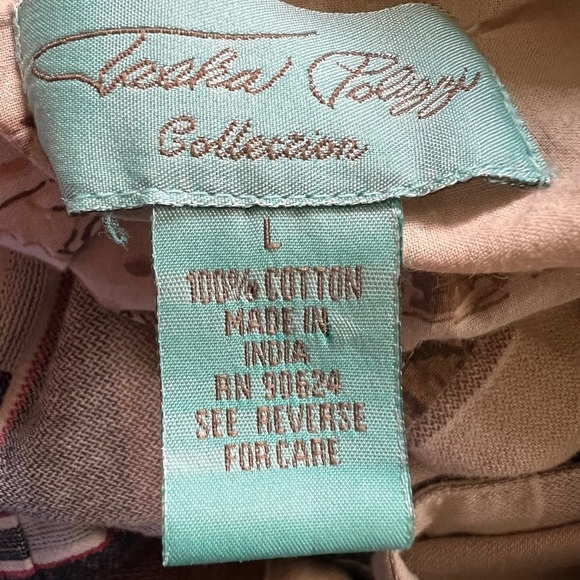 Tasha Polizzi
Collection
L
100% COTTON
MADE IN
INDIA
RN 90624
SEE REVERSE
FOR CARE